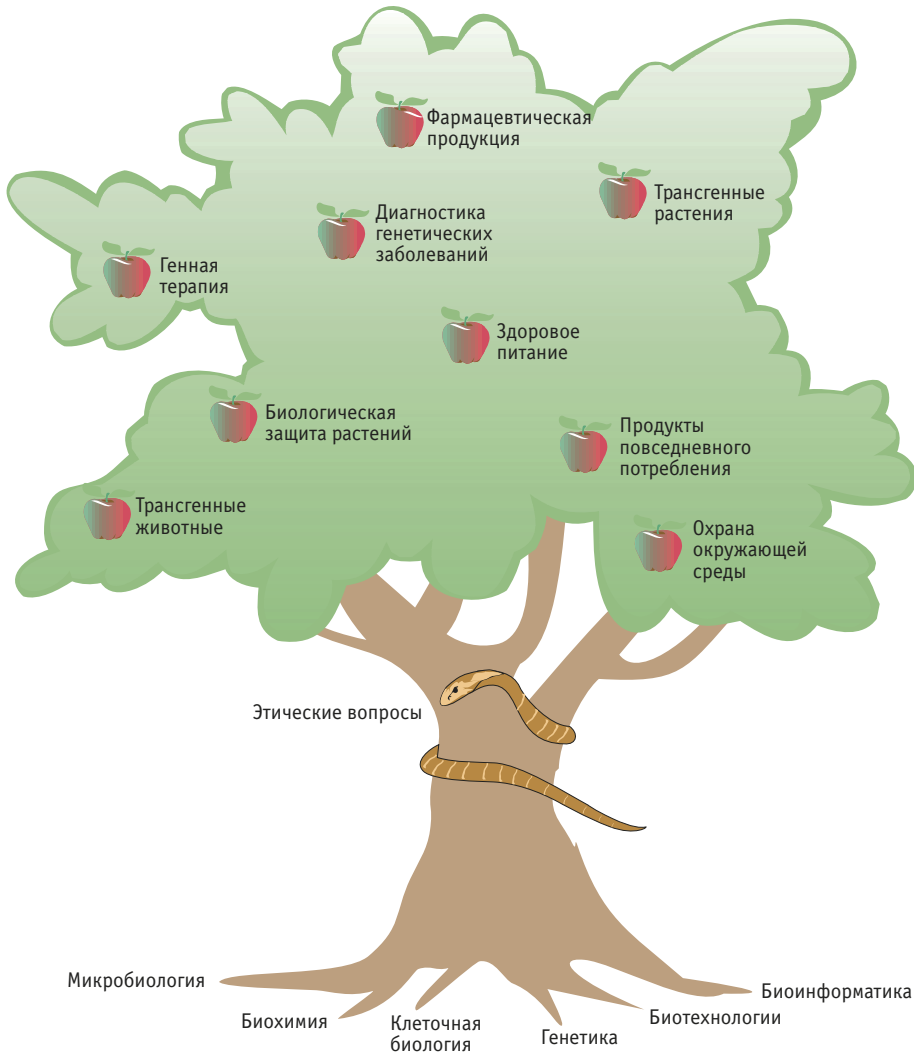 Фармацевтическая
продукция
Трансгенные
растения
Диагностика
генетических
заболеваний
Генная
терапия
Здоровое
питание
Биологическая
защита растений
Продукты
повседневного
потребления
Трансгенные
животные
Охрана
окружающей
среды
Этические вопросы
Микробиология
Биохимия
Клеточная
биология
Генетика
Биотехнологии
Биоинформатика